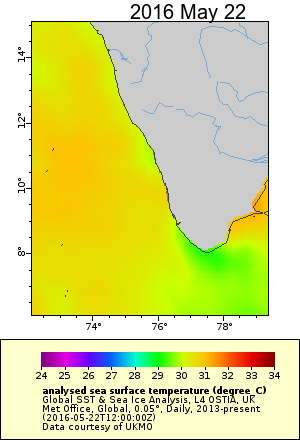 2016 May 22
14°
12°
10°
8°
74° 76° 78°
24 25 26 27 28 29 30 31 32 33 34
analysed sea surface temperature (degree_C)
Global SST & Sea Ice Analysis, L4 OSTIA, UK
Met Office, Global, 0.05°, Daily, 2013-present
(2016-05-22T12:00:00Z)
Data courtesy of UKMO